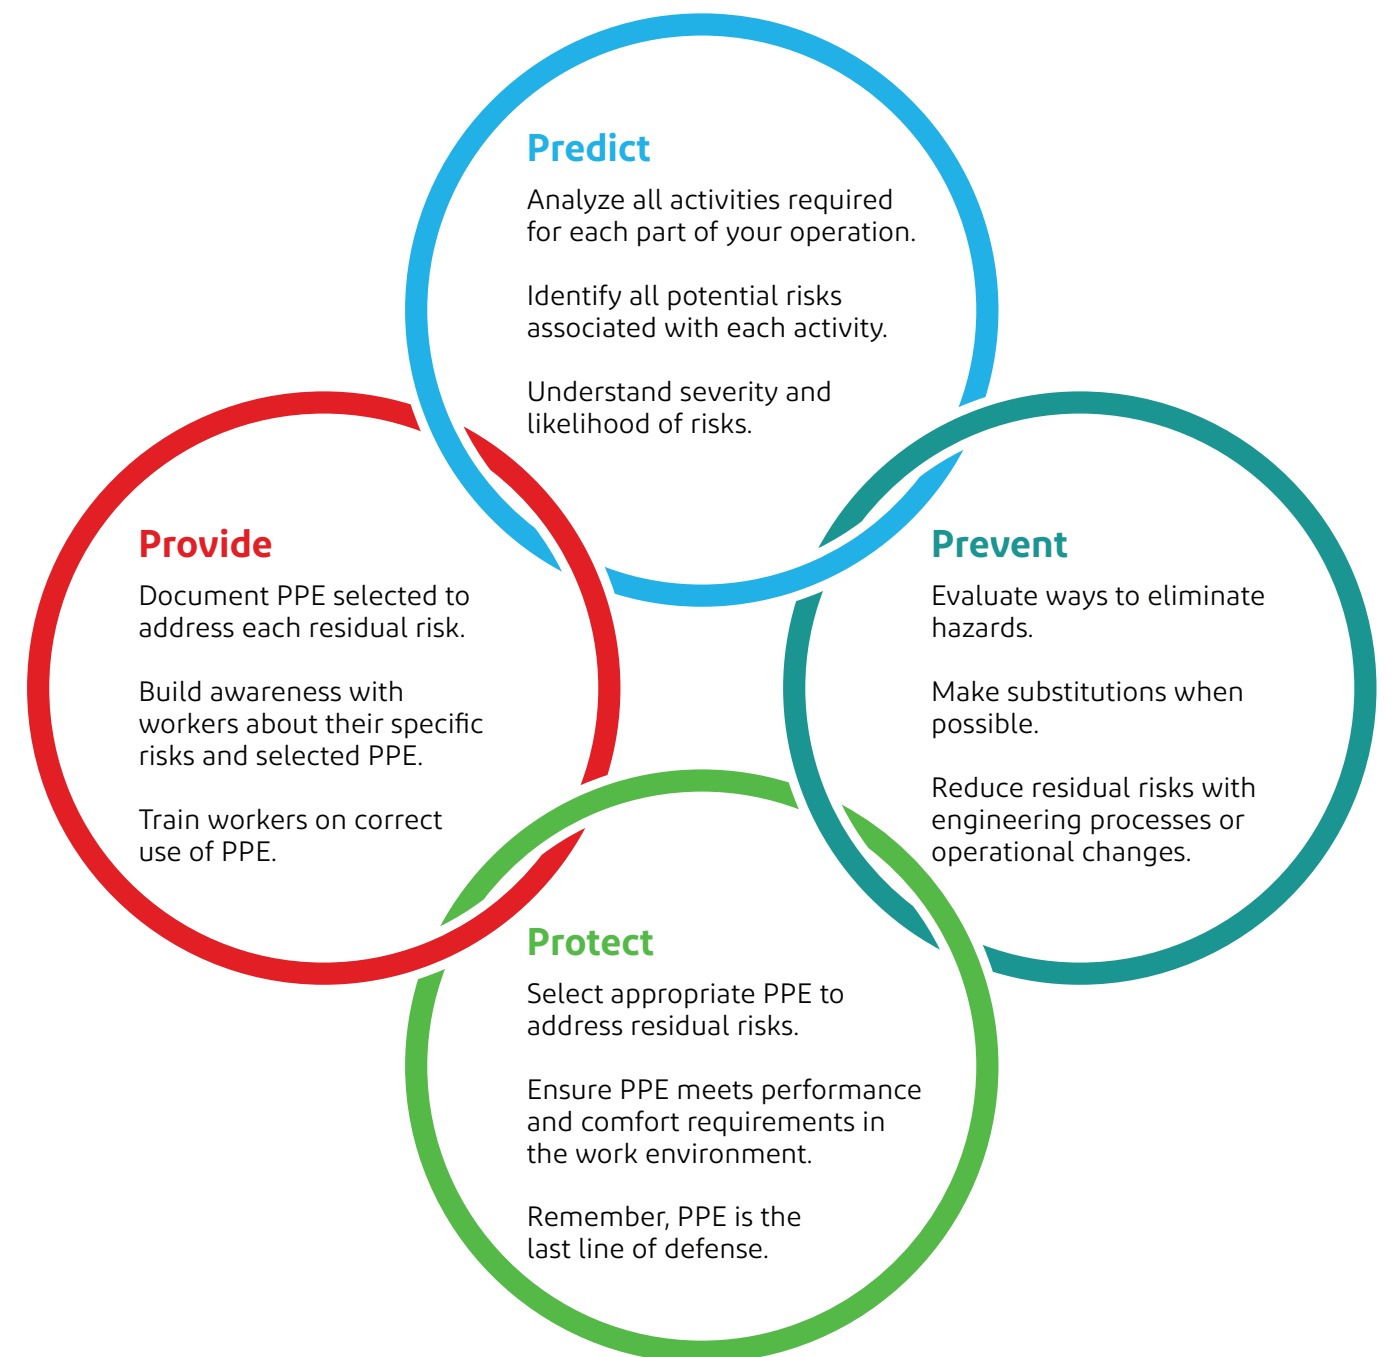 Predict
Analyze all activities required
for each part of your operation.
Identify all potential risks
associated with each activity.
Understand severity and
likelihood of risks.
Provide
Document PPE selected to
address each residual risk.
Build awareness with
workers about their specific
risks and selected PPE.
Train workers on correct
use of PPE.
Prevent
Evaluate ways to eliminate
hazards.
Make substitutions when
possible.
Reduce residual risks with
engineering processes or
operational changes.
Protect
Select appropriate PPE to
address residual risks.
Ensure PPE meets performance
and comfort requirements in
the work environment.
Remember, PPE is the
last line of defense.